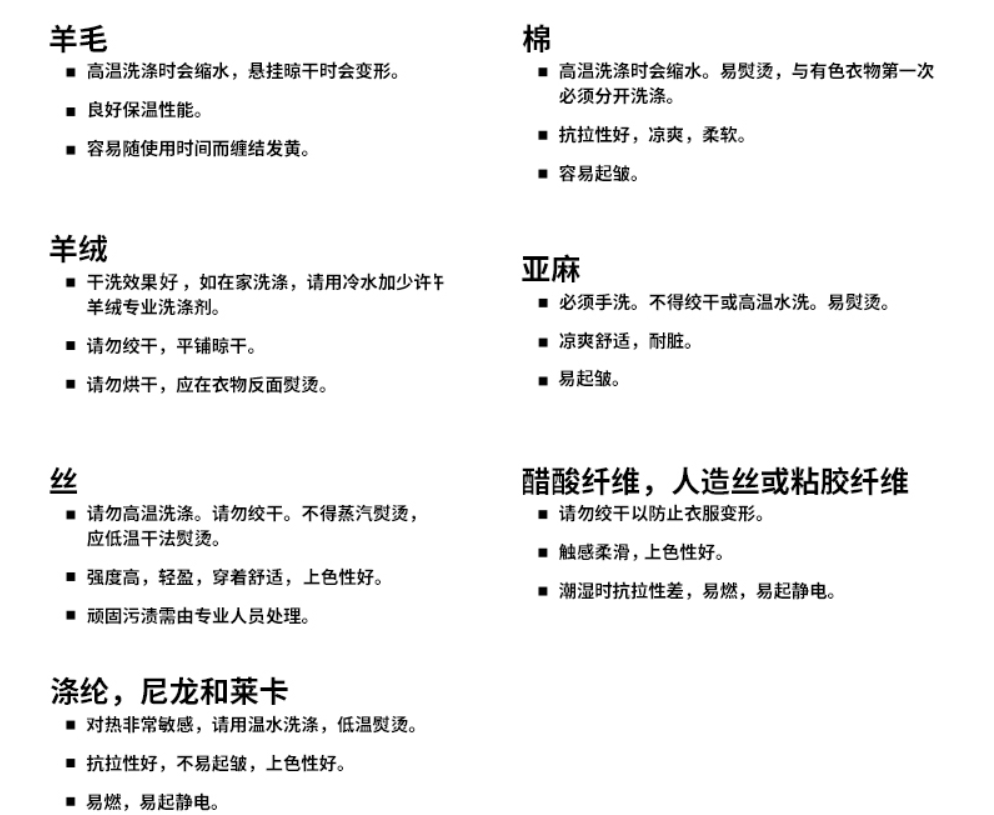 羊毛
■ 高温洗涤时会缩水，悬挂晾干时会变形。
■ 良好保温性能。
■ 容易随使用时间而缠结发黄。
羊绒
■ 干洗效果好，如在家洗涤，请用冷水加少许
羊绒专业洗涤剂。
■ 请勿绞干，平铺晾干。
■ 请勿烘干，应在衣物反面熨烫。
丝
■ 请勿高温洗涤。请勿绞干。不得蒸汽熨烫，
应低温干法熨烫。
■ 强度高，轻盈，穿着舒适，上色性好。
■ 顽固污渍需由专业人员处理。
涤纶，尼龙和莱卡
■ 对热非常敏感，请用温水洗涤，低温熨烫。
■ 抗拉性好，不易起皱，上色性好。
■ 易燃，易起静电。
棉
■ 高温洗涤时会缩水。易熨烫，与有色衣物第一次
必须分开洗涤。
■ 抗拉性好，凉爽，柔软。
■ 容易起皱。
亚麻
■ 必须手洗。不得绞干或高温水洗。易熨烫。
■ 凉爽舒适，耐脏。
■ 易起皱。
醋酸纤维，人造丝或粘胶纤维
■ 请勿绞干以防止衣服变形。
■ 触感柔滑，上色性好。
■ 潮湿时抗拉性差，易燃，易起静电。